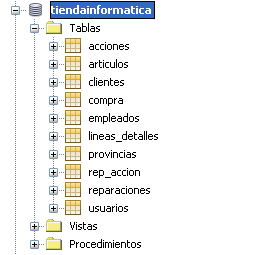 tiendainformatica
Tablas
acciones
articulos
clientes
compra
empleados
lineas_detalles
provincias
rep_accion
reparaciones
usuarios
Vistas
Procedimientos